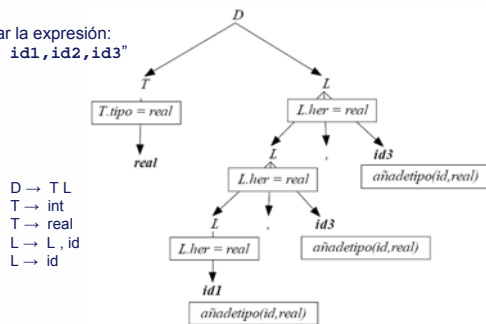 ar la expresión:
id1,id2,id3”
D
T
L
T.tipo = real
L.her = real
real
L
,
id3
L.her = real
añadetipo(id,real)
L
,
id3
L.her = real
añadetipo(id,real)
id1
añadetipo(id,real)
D → T L
T → int
T → real
L → L , id
L → id